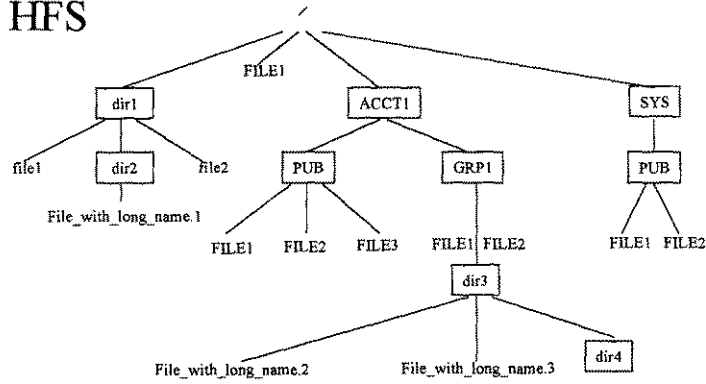 HFS
/
FILE1
dir1 ACCT1 SYS
file1 dir2 file2 PUB GRP1 PUB
File_with_long_name.1
FILE1 FILE2 FILE3 FILE1 FILE2 FILE1 FILE2
dir3
File_with_long_name.2 File_with_long_name.3 dir4